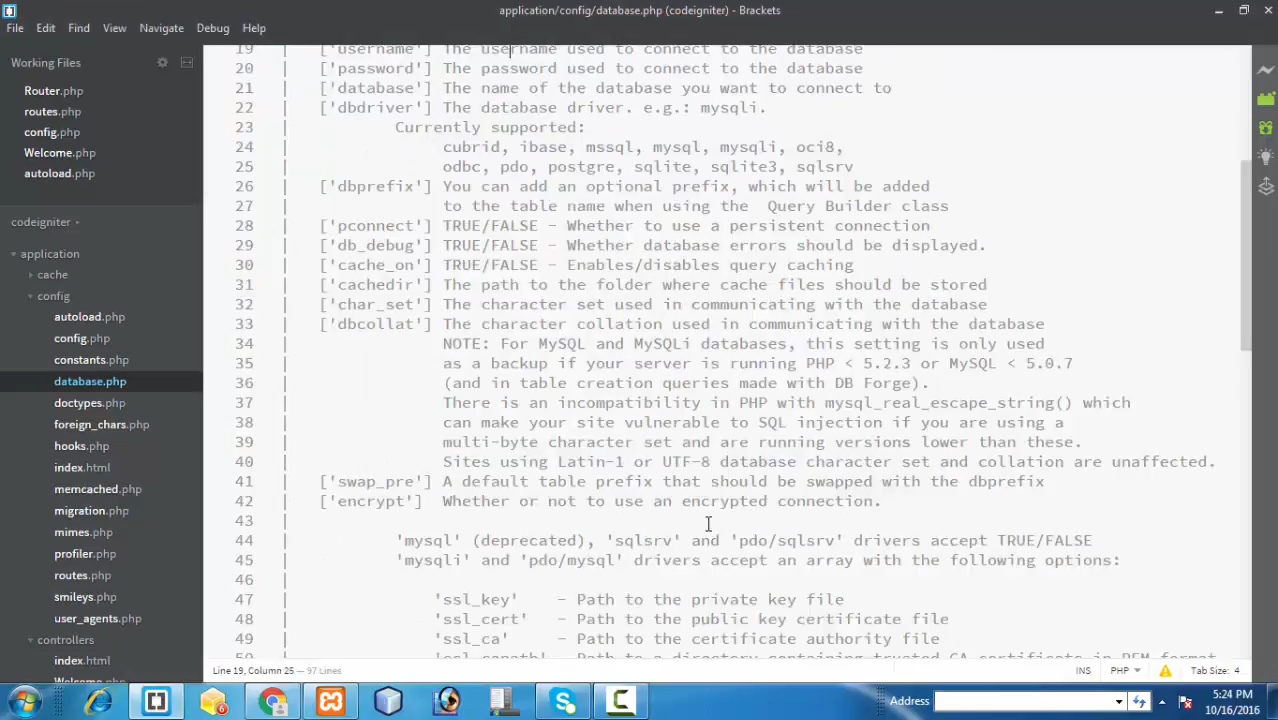 application/config/database.php (codeigniter) - Brackets
File Edit Find View Navigate Debug Help
Working Files
Router.php
routes.php
config.php
Welcome.php
autoload.php
codeigniter
application
cache
config
autoload.php
config.php
constants.php
database.php
doctypes.php
foreign_chars.php
hooks.php
index.html
memcached.php
migration.php
mimes.php
profiler.php
routes.php
smileys.php
user_agents.php
controllers
index.html
Welcome.php
19 | ['username'] The username used to connect to the database
20 | ['password'] The password used to connect to the database
21 | ['database'] The name of the database you want to connect to
22 | ['dbdriver'] The database driver. e.g.: mysqli.
23 | Currently supported:
24 | cubrid, ibase, mssql, mysql, mysqli, oci8,
25 | odbc, pdo, postgre, sqlite, sqlite3, sqlsrv
26 | ['dbprefix'] You can add an optional prefix, which will be added
27 | to the table name when using the  Query Builder class
28 | ['pconnect'] TRUE/FALSE - Whether to use a persistent connection
29 | ['db_debug'] TRUE/FALSE - Whether database errors should be displayed.
30 | ['cache_on'] TRUE/FALSE - Enables/disables query caching
31 | ['cachedir'] The path to the folder where cache files should be stored
32 | ['char_set'] The character set used in communicating with the database
33 | ['dbcollat'] The character collation used in communicating with the database
34 | NOTE: For MySQL and MySQLi databases, this setting is only used
35 | as a backup if your server is running PHP < 5.2.3 or MySQL < 5.0.7
36 | (and in table creation queries made with DB Forge).
37 | There is an incompatibility in PHP with mysql_real_escape_string() which
38 | can make your site vulnerable to SQL injection if you are using a
39 | multi-byte character set and are running versions lower than these.
40 | Sites using Latin-1 or UTF-8 database character set and collation are unaffected.
41 | ['swap_pre'] A default table prefix that should be swapped with the dbprefix
42 | ['encrypt'] Whether or not to use an encrypted connection.
43 |
44 | 'mysql' (deprecated), 'sqlsrv' and 'pdo/sqlsrv' drivers accept TRUE/FALSE
45 | 'mysqli' and 'pdo/mysql' drivers accept an array with the following options:
46 |
47 | 'ssl_key' - Path to the private key file
48 | 'ssl_cert' - Path to the public key certificate file
49 | 'ssl_ca' - Path to the certificate authority file
50 | 'ssl_capath' - Path to a directory containing trusted CA certificates in PEM format
Line 19, Column 25 — 97 Lines
INS PHP Tab Size: 4
Address
5:24 PM
10/16/2016